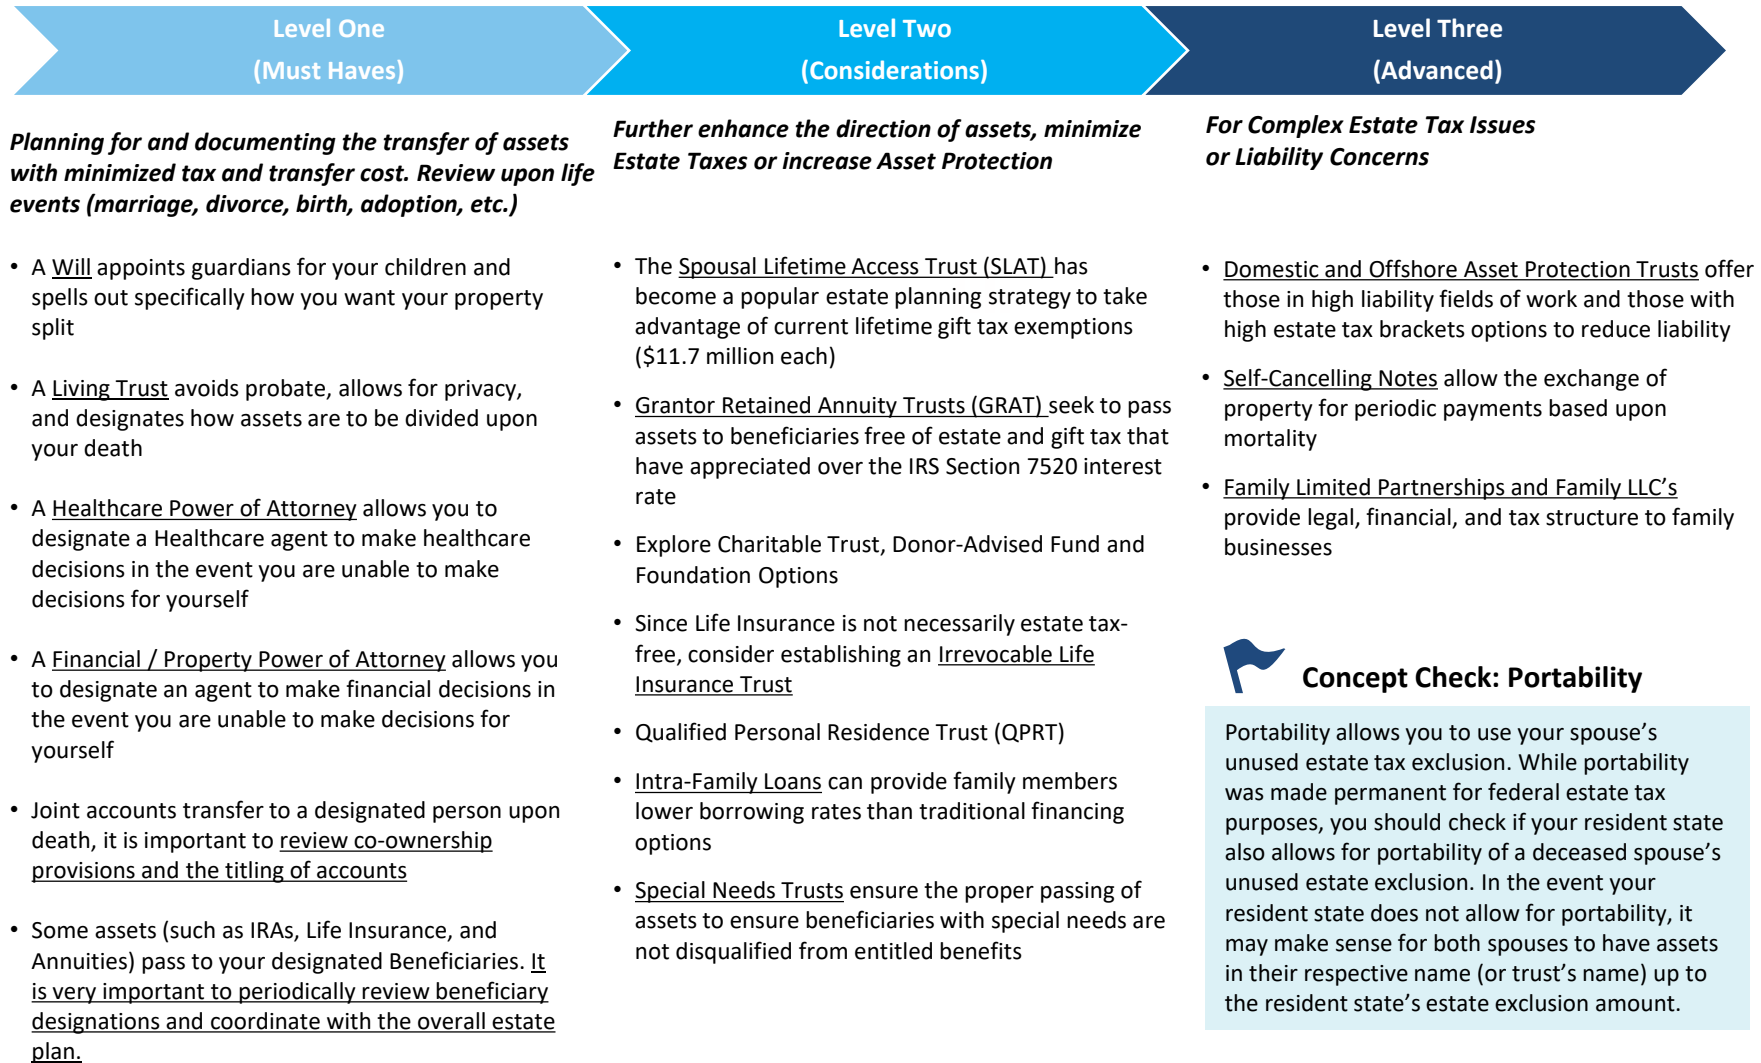 Level One
(Must Haves)
Level Two
(Considerations)
Level Three
(Advanced)
Planning for and documenting the transfer of assets
with minimized tax and transfer cost. Review upon life
events (marriage, divorce, birth, adoption, etc.)
• A Will appoints guardians for your children and
spells out specifically how you want your property
split
• A Living Trust avoids probate, allows for privacy,
and designates how assets are to be divided upon
your death
• A Healthcare Power of Attorney allows you to
designate a Healthcare agent to make healthcare
decisions in the event you are unable to make
decisions for yourself
• A Financial / Property Power of Attorney allows you
to designate an agent to make financial decisions in
the event you are unable to make decisions for
yourself
• Joint accounts transfer to a designated person upon
death, it is important to review co-ownership
provisions and the titling of accounts
• Some assets (such as IRAs, Life Insurance, and
Annuities) pass to your designated Beneficiaries. It
is very important to periodically review beneficiary
designations and coordinate with the overall estate
plan.
Further enhance the direction of assets, minimize
Estate Taxes or increase Asset Protection
• The Spousal Lifetime Access Trust (SLAT) has
become a popular estate planning strategy to take
advantage of current lifetime gift tax exemptions
($11.7 million each)
• Grantor Retained Annuity Trusts (GRAT) seek to pass
assets to beneficiaries free of estate and gift tax that
have appreciated over the IRS Section 7520 interest
rate
• Explore Charitable Trust, Donor-Advised Fund and
Foundation Options
• Since Life Insurance is not necessarily estate tax-
free, consider establishing an Irrevocable Life
Insurance Trust
• Qualified Personal Residence Trust (QPRT)
• Intra-Family Loans can provide family members
lower borrowing rates than traditional financing
options
• Special Needs Trusts ensure the proper passing of
assets to ensure beneficiaries with special needs are
not disqualified from entitled benefits
For Complex Estate Tax Issues
or Liability Concerns
• Domestic and Offshore Asset Protection Trusts offer
those in high liability fields of work and those with
high estate tax brackets options to reduce liability
• Self-Cancelling Notes allow the exchange of
property for periodic payments based upon
mortality
• Family Limited Partnerships and Family LLC’s
provide legal, financial, and tax structure to family
businesses
Concept Check: Portability
Portability allows you to use your spouse’s
unused estate tax exclusion. While portability
was made permanent for federal estate tax
purposes, you should check if your resident state
also allows for portability of a deceased spouse’s
unused estate exclusion. In the event your
resident state does not allow for portability, it
may make sense for both spouses to have assets
in their respective name (or trust’s name) up to
the resident state’s estate exclusion amount.